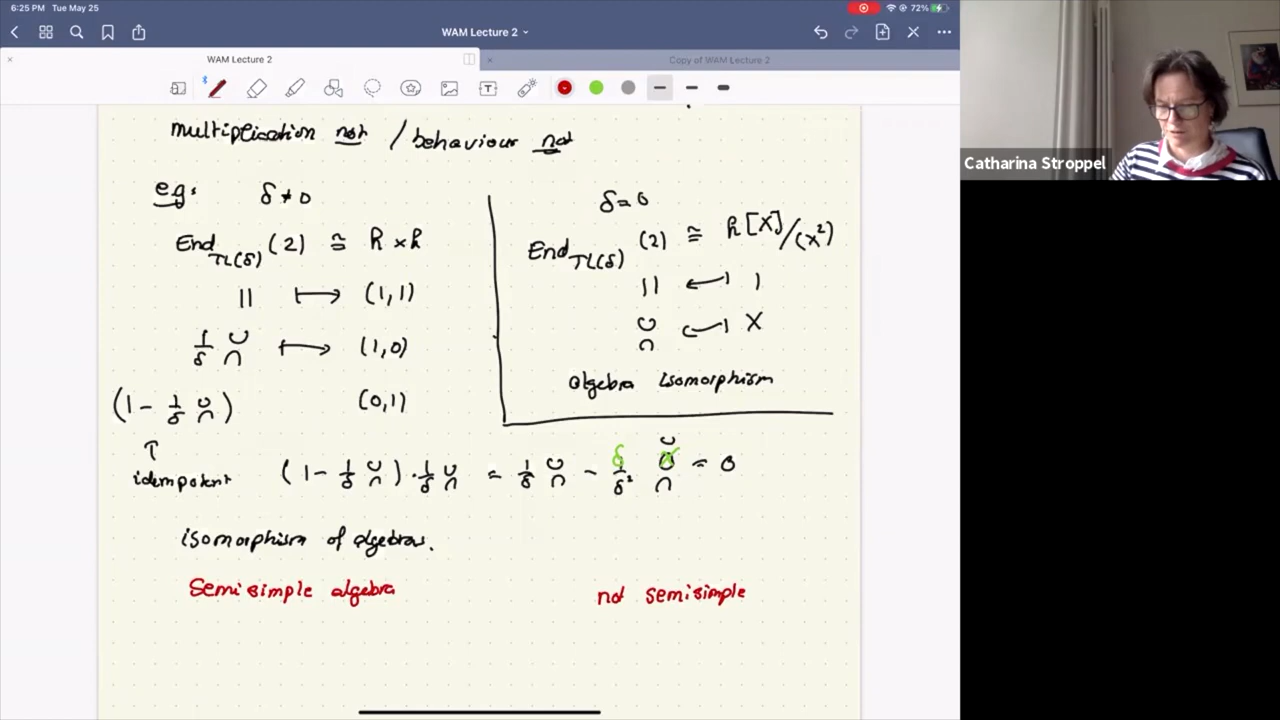 6:25 PM Tue May 25
72%
WAM Lecture 2
WAM Lecture 2
Copy of WAM Lecture 2
Catharina Stroppel
multiplication not / behaviour not
e.g. δ ≠ 0
End_TL(δ) (2) ≅ k × k
|| ↦ (1,1)
1/δ ∪∩ ↦ (1,0)
(1 - 1/δ ∪∩) (0,1)
↑
idempotent (1 - 1/δ ∪∩) · 1/δ ∪∩ = 1/δ ∪∩ - δ/δ² ∪∩ = 0
isomorphism of algebras.
Semisimple algebra
δ = 0
End_TL(δ) (2) ≅ k[X]/(X²)
|| ↤ 1
∪∩ ↤ X
algebra isomorphism
not semisimple